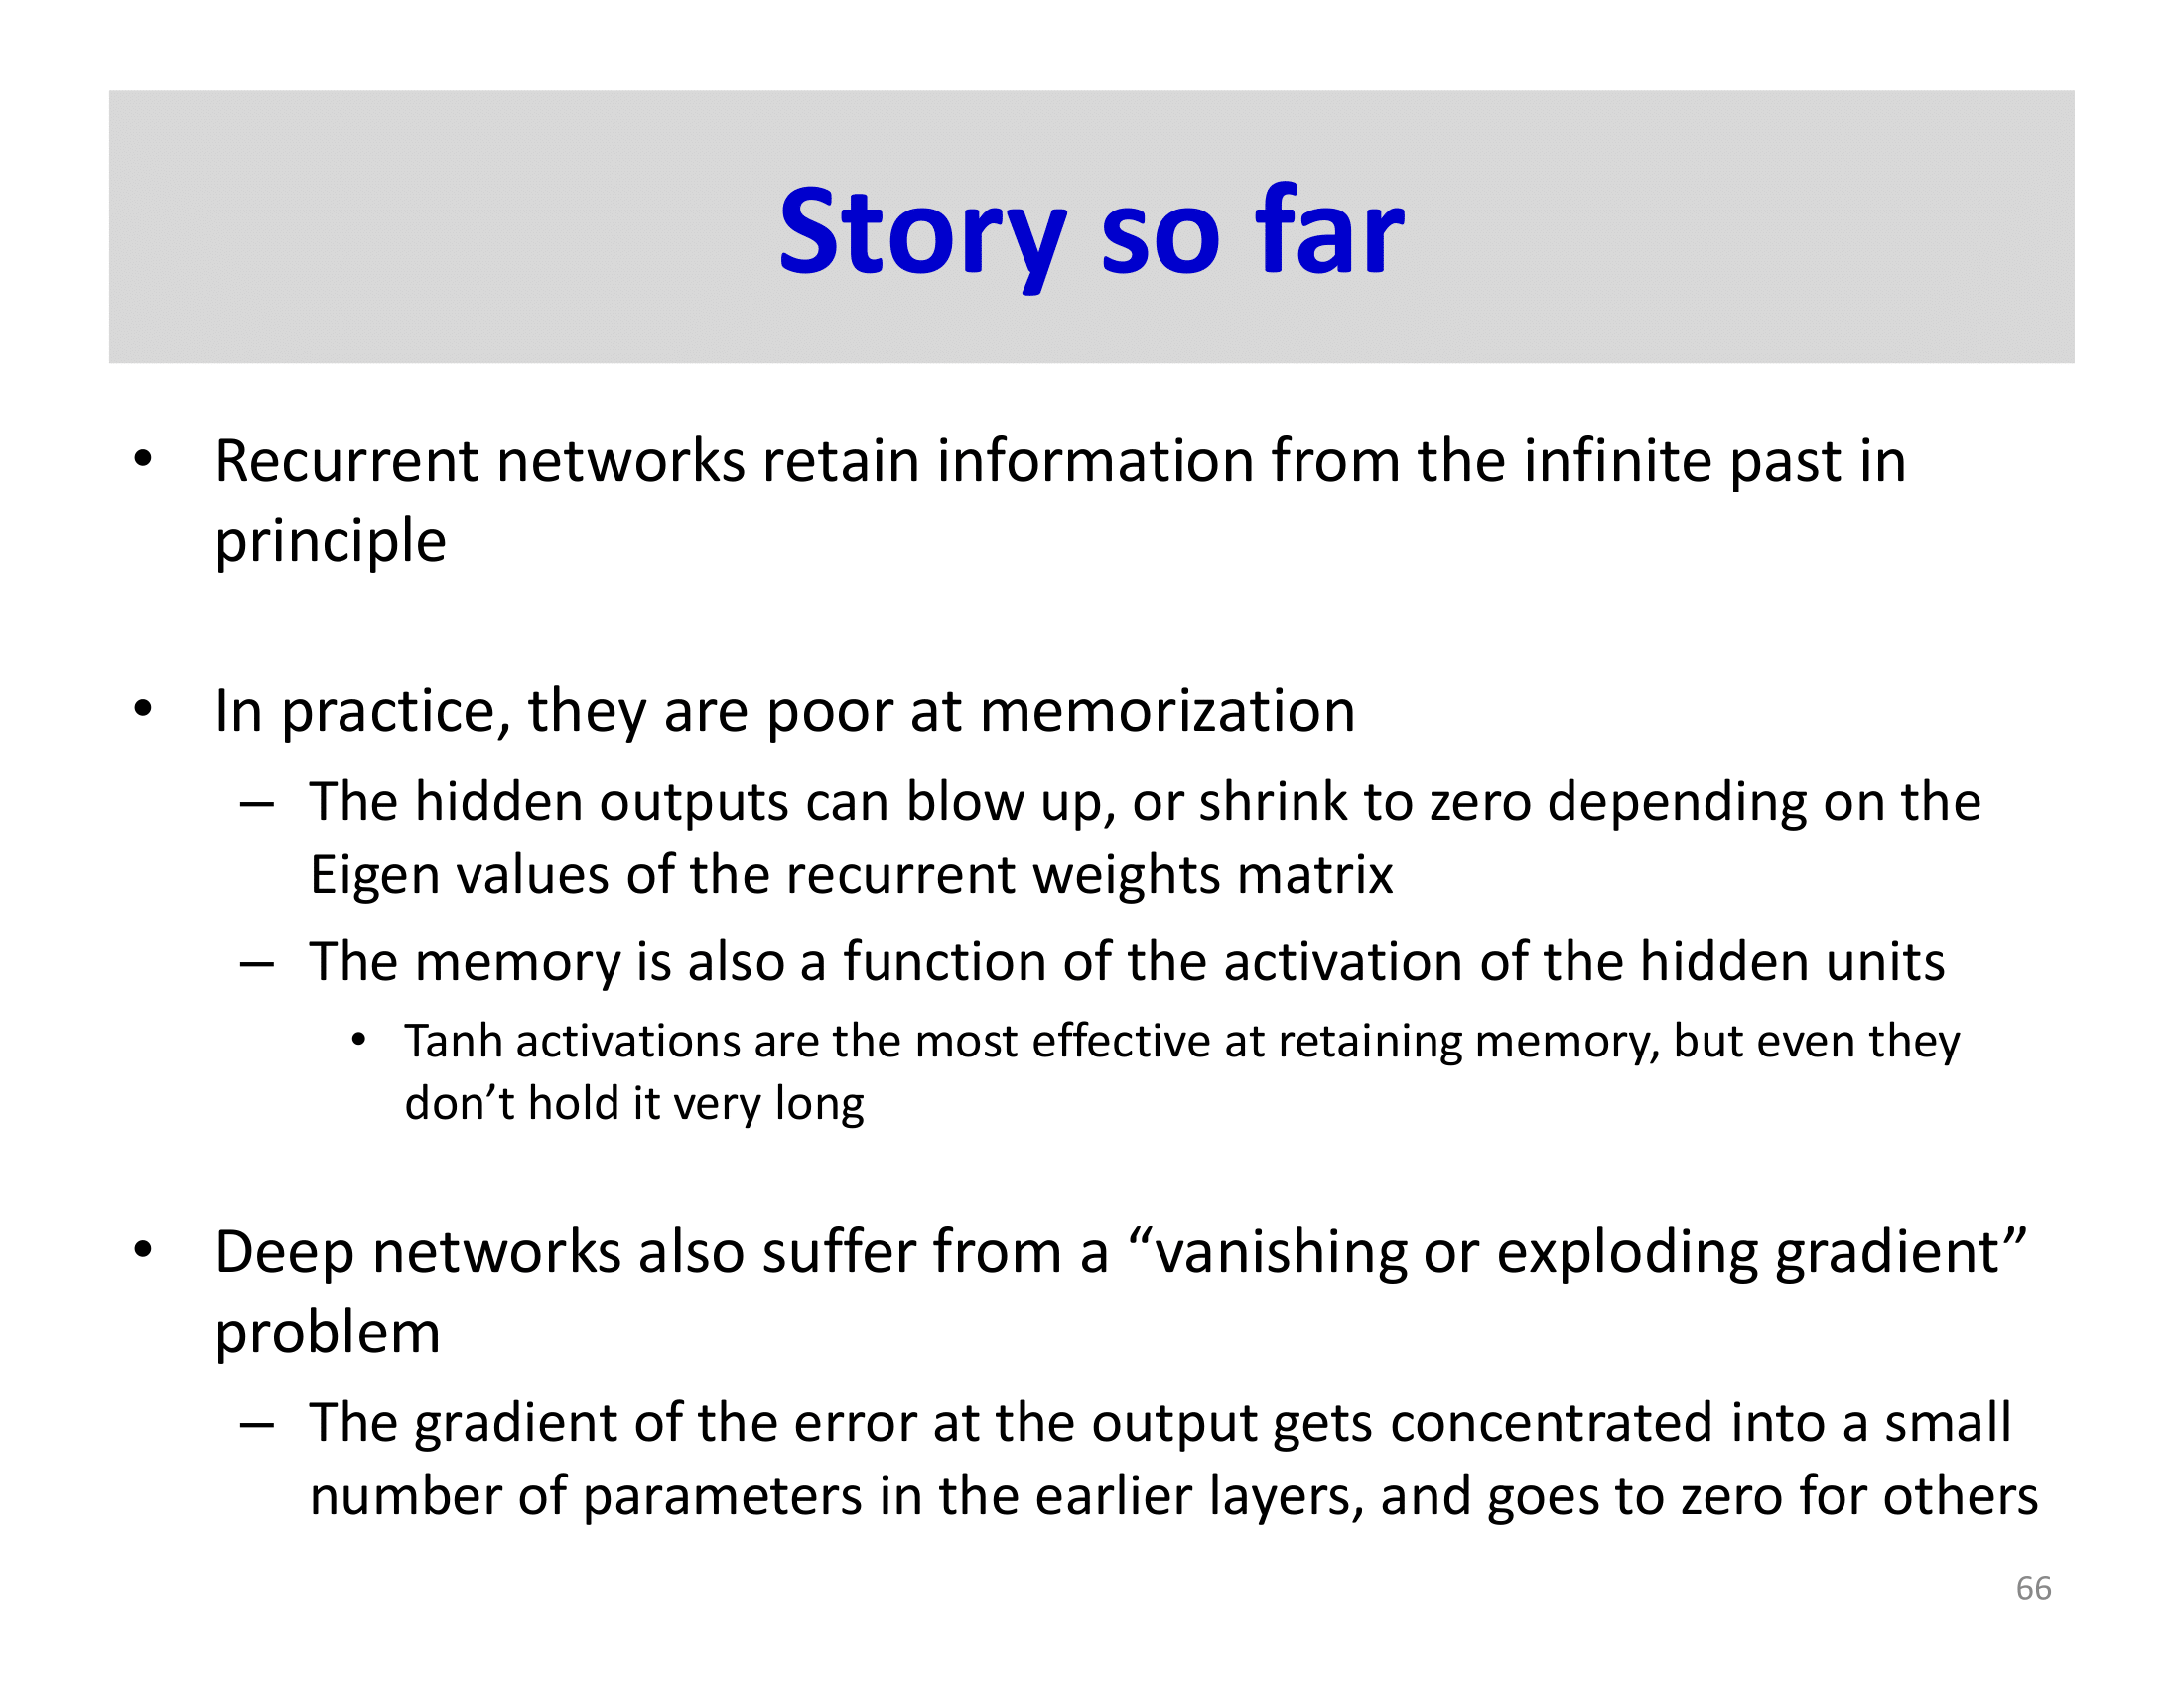 Story so far
• Recurrent networks retain information from the infinite past in
principle
• In practice, they are poor at memorization
– The hidden outputs can blow up, or shrink to zero depending on the
Eigen values of the recurrent weights matrix
– The memory is also a function of the activation of the hidden units
• Tanh activations are the most effective at retaining memory, but even they
don’t hold it very long
• Deep networks also suffer from a “vanishing or exploding gradient”
problem
– The gradient of the error at the output gets concentrated into a small
number of parameters in the earlier layers, and goes to zero for others
66